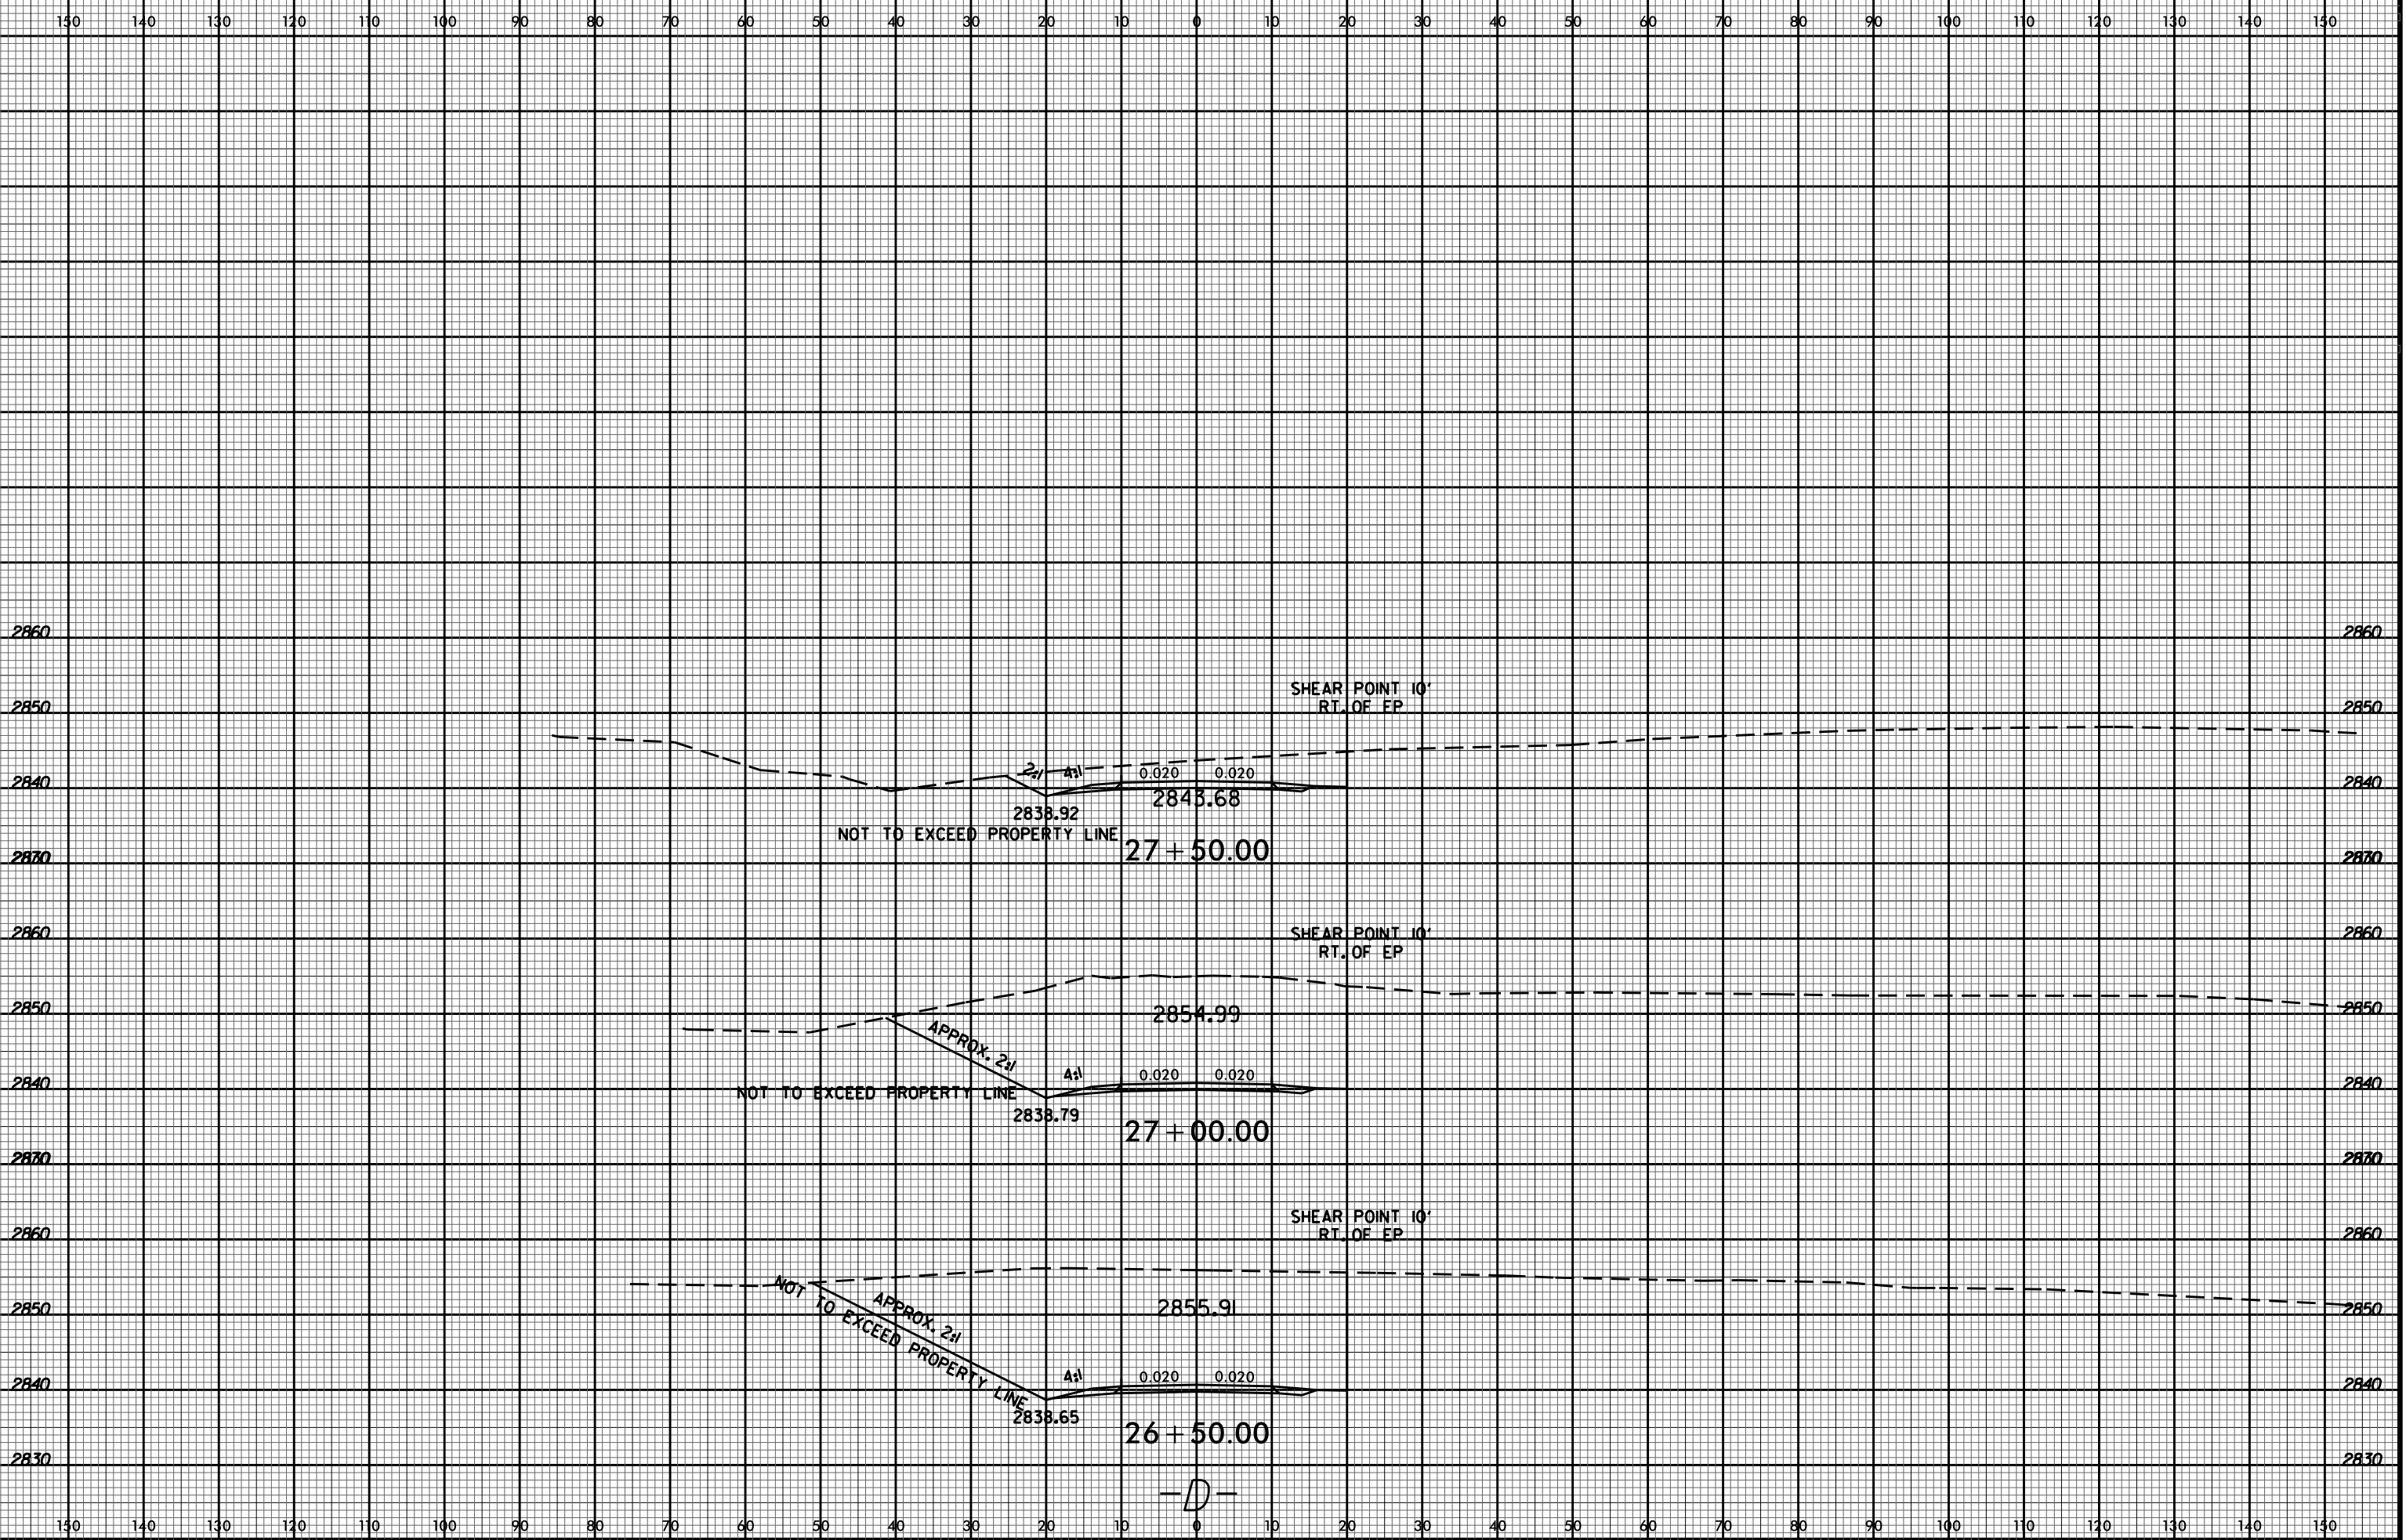 150 140 130 120 110 100 90 80 70 60 50 40 30 20 10 0 10 20 30 40 50 60 70 80 90 100 110 120 130 140 150
2860 2860
SHEAR POINT 10'
RT. OF EP
2850 2850
2:1 4:1 0.020 0.020
2840 2840
2843.68
2838.92
NOT TO EXCEED PROPERTY LINE
27+50.00
2860 2860
SHEAR POINT 10'
RT. OF EP
2850 2850
2854.99
APPROX. 2:1
4:1 0.020 0.020
2840 2840
NOT TO EXCEED PROPERTY LINE
2838.79
27+00.00
SHEAR POINT 10'
RT. OF EP
2860 2860
2850 2850
2855.91
APPROX. 2:1
NOT TO EXCEED PROPERTY LINE
4:1 0.020 0.020
2840 2840
2838.65
26+50.00
2830 2830
-D-
150 140 130 120 110 100 90 80 70 60 50 40 30 20 10 0 10 20 30 40 50 60 70 80 90 100 110 120 130 140 150